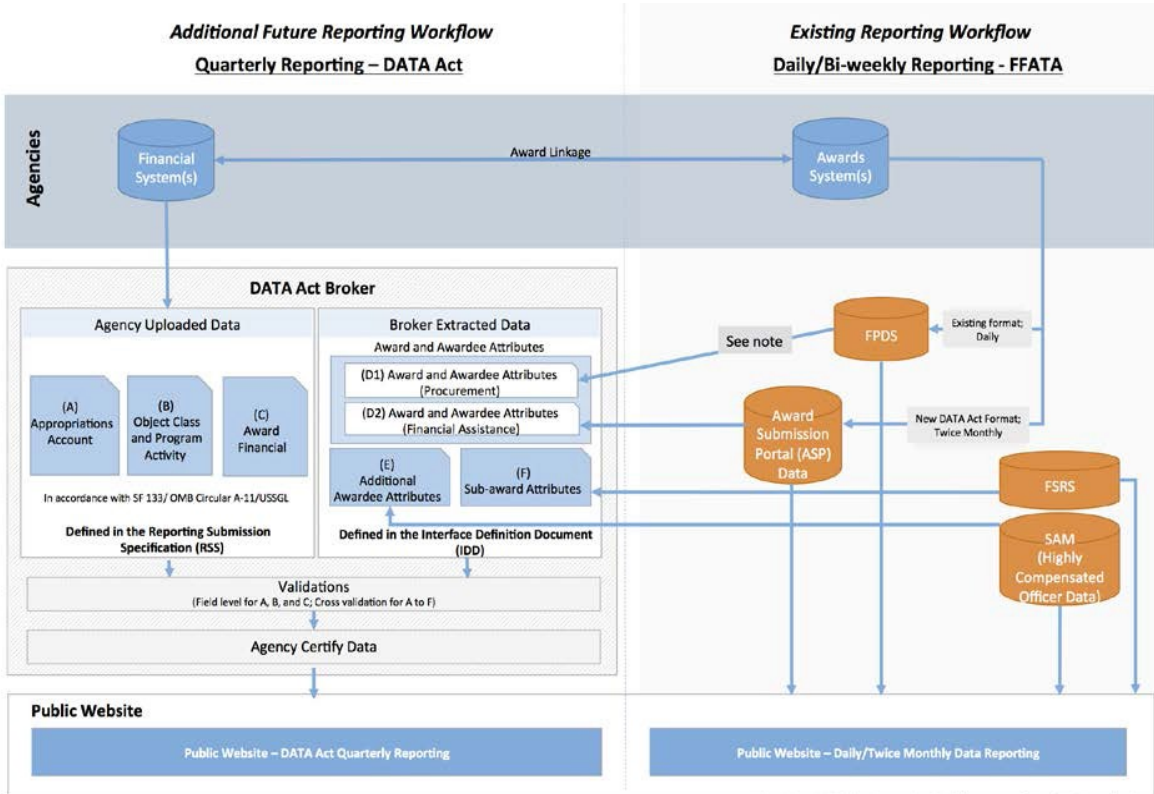 Additional Future Reporting Workflow
Quarterly Reporting – DATA Act
Existing Reporting Workflow
Daily/Bi-weekly Reporting - FFATA
Agencies
Financial
System(s)
Award Linkage
Awards
System(s)
DATA Act Broker
Agency Uploaded Data
(A)
Appropriations
Account
(B)
Object Class
and Program
Activity
(C)
Award
Financial
In accordance with SF 133/ OMB Circular A-11/USSGL
Defined in the Reporting Submission
Specification (RSS)
Broker Extracted Data
Award and Awardee Attributes
(D1) Award and Awardee Attributes
(Procurement)
(D2) Award and Awardee Attributes
(Financial Assistance)
(E)
Additional
Awardee Attributes
(F)
Sub-award Attributes
Defined in the Interface Definition Document
(IDD)
See note
FPDS
Existing format;
Daily
Award
Submission
Portal (ASP)
Data
New DATA Act Format;
Twice Monthly
FSRS
SAM
(Highly
Compensated
Officer Data)
Validations
(Field level for A, B, and C; Cross validation for A to F)
Agency Certify Data
Public Website
Public Website – DATA Act Quarterly Reporting
Public Website – Daily/Twice Monthly Data Reporting